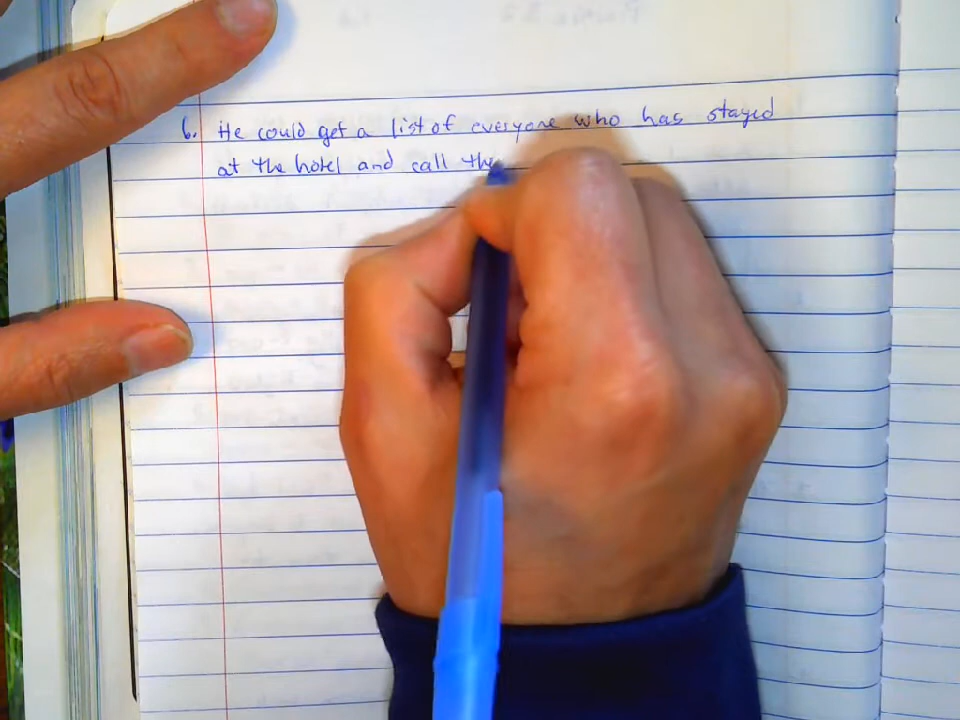 6. He could get a list of everyone who has stayed
at the hotel and call the